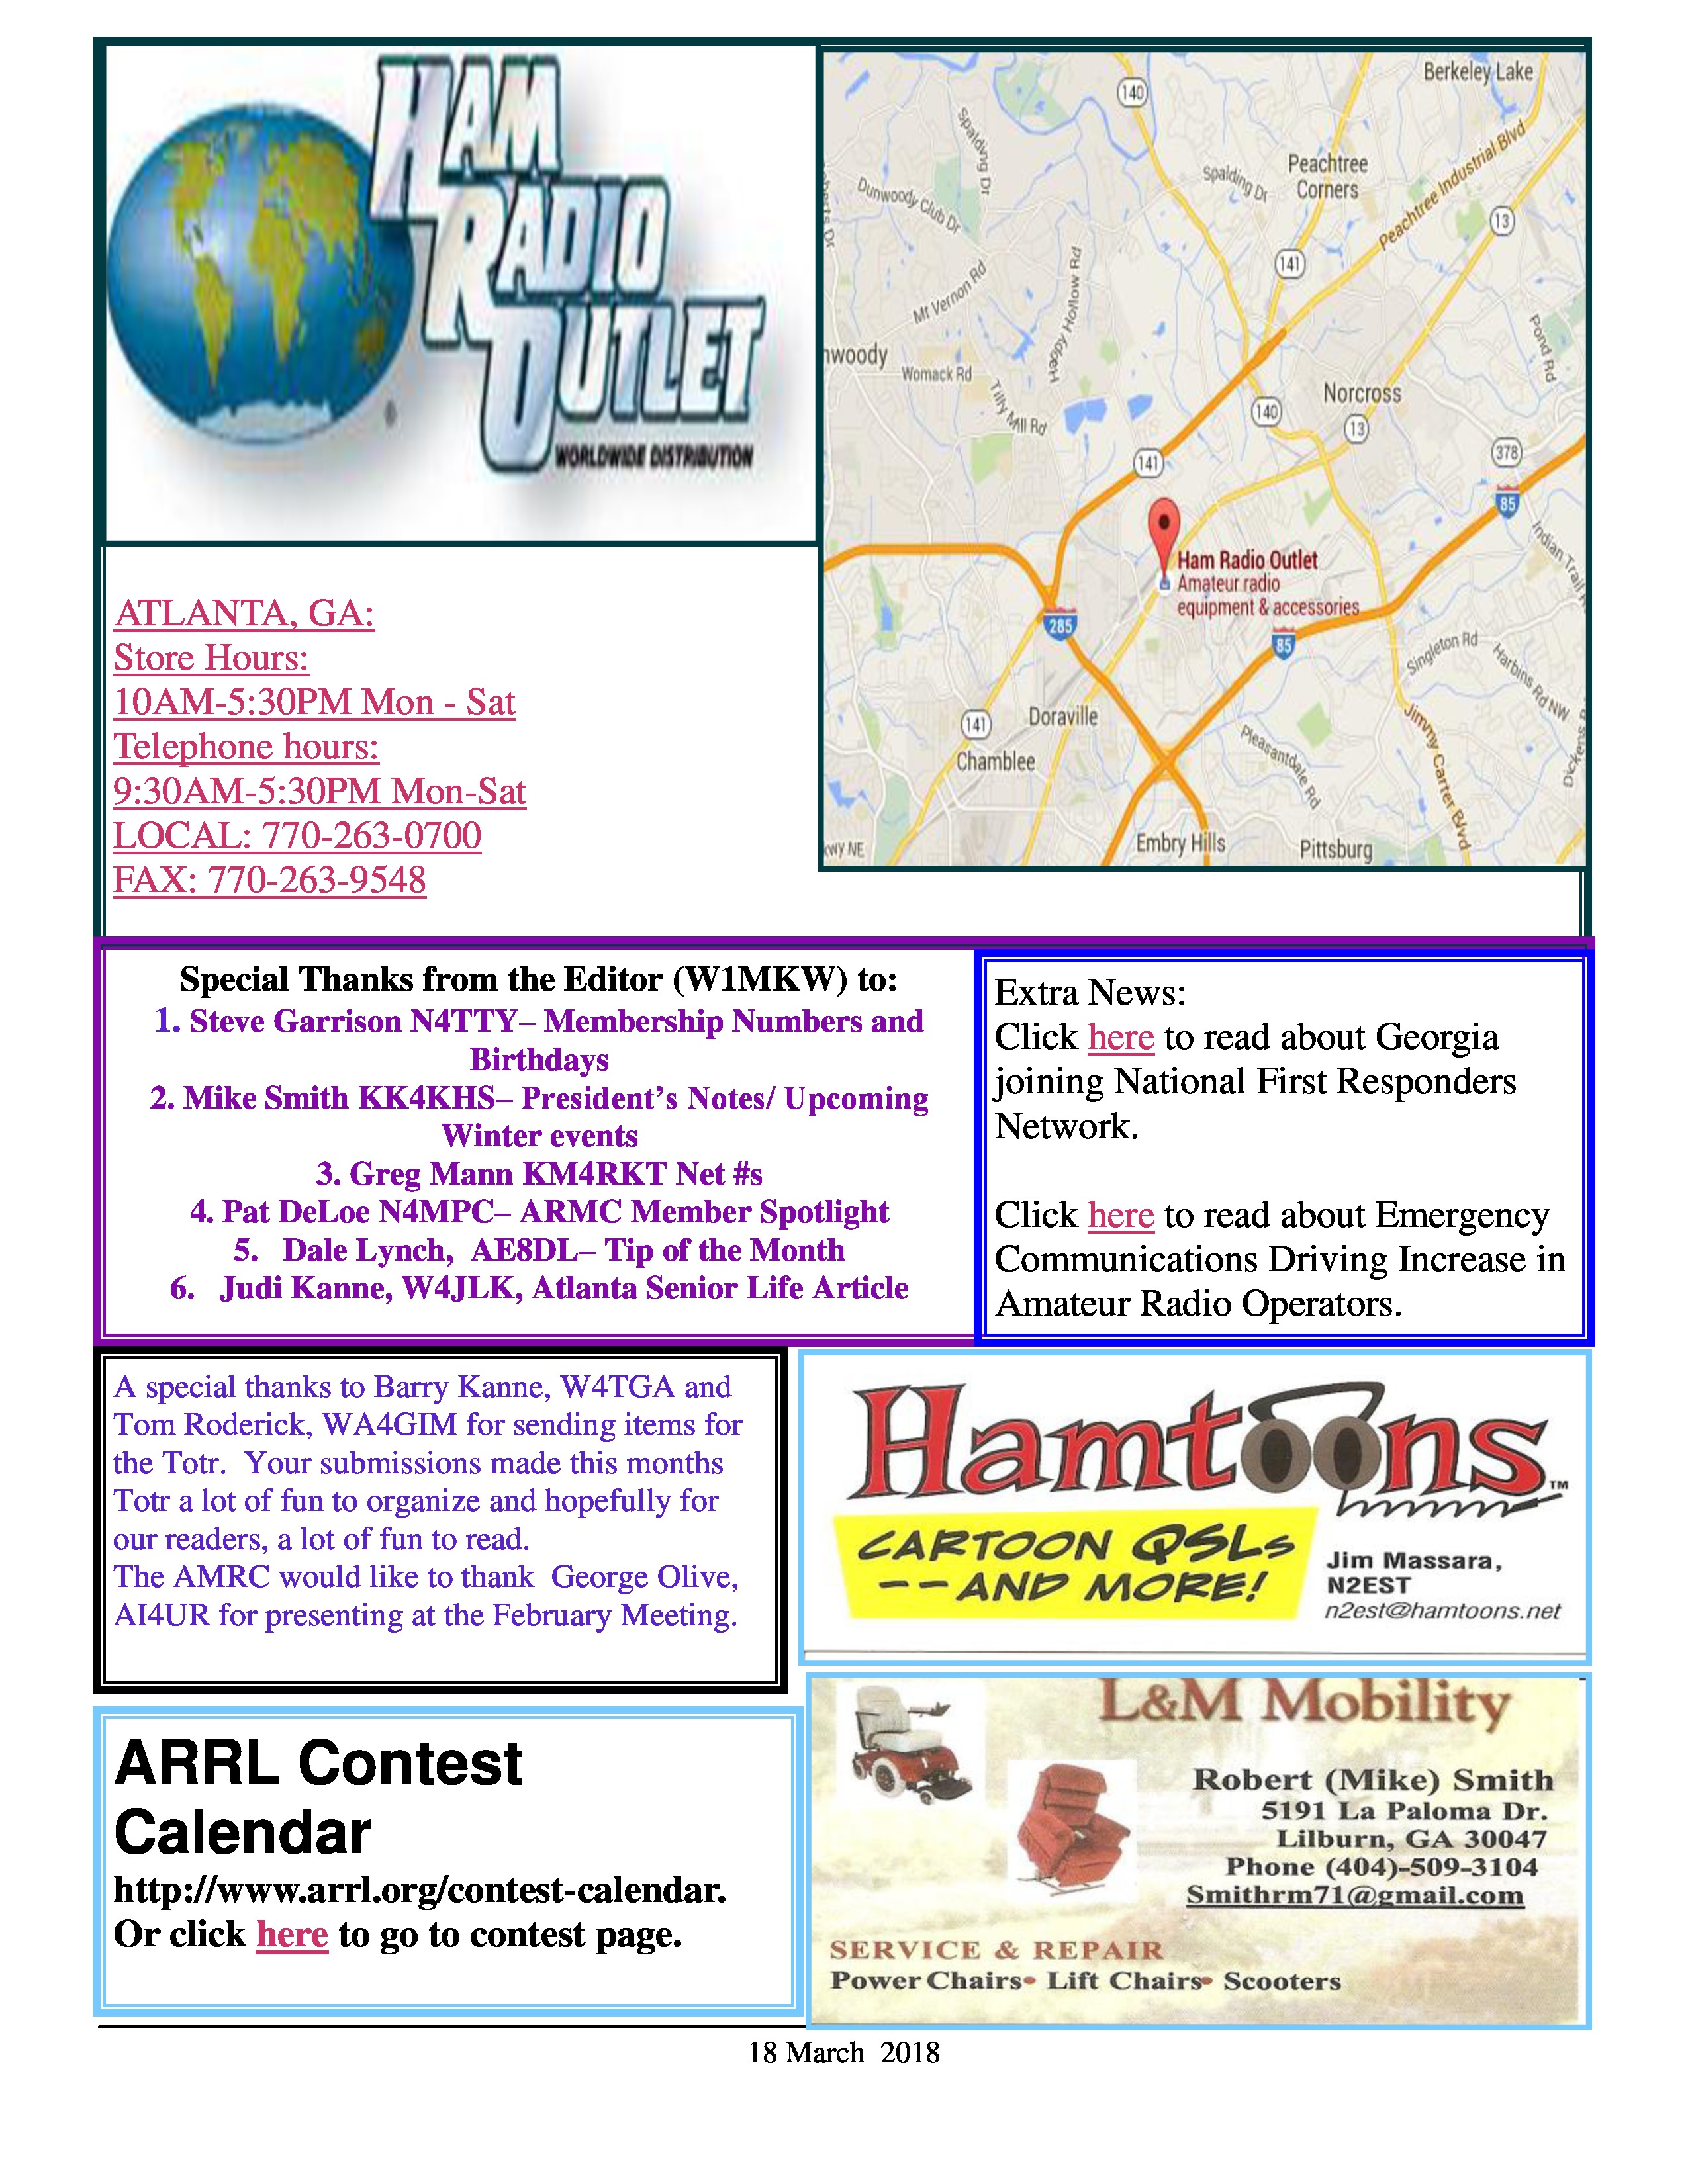 HAM
RADIO
OUTLET
WORLDWIDE DISTRIBUTION
Berkeley Lake
140
Spalding Dr
Peachtree
Corners
Spalding Dr
Peachtree Industrial Blvd
Dunwoody Club Dr
13
141
Mt Vernon Rd
Happy Hollow Rd
Pond Rd
nwoody
Womack Rd
Tilly Mill Rd
Norcross
140
13
141
378
85
Indian Trail
Ham Radio Outlet
Amateur radio
equipment & accessories
285
85
Singleton Rd
Harbins Rd NW
141
Doraville
Jimmy Carter Blvd
Pleasantdale Rd
Chamblee
Dickens
Embry Hills
Pittsburg
wy NE
ATLANTA, GA:
Store Hours:
10AM-5:30PM Mon - Sat
Telephone hours:
9:30AM-5:30PM Mon-Sat
LOCAL: 770-263-0700
FAX: 770-263-9548
Special Thanks from the Editor (W1MKW) to:
1. Steve Garrison N4TTY– Membership Numbers and
Birthdays
2. Mike Smith KK4KHS– President’s Notes/ Upcoming
Winter events
3. Greg Mann KM4RKT Net #s
4. Pat DeLoe N4MPC– ARMC Member Spotlight
5. Dale Lynch, AE8DL– Tip of the Month
6. Judi Kanne, W4JLK, Atlanta Senior Life Article
Extra News:
Click here to read about Georgia
joining National First Responders
Network.
Click here to read about Emergency
Communications Driving Increase in
Amateur Radio Operators.
A special thanks to Barry Kanne, W4TGA and
Tom Roderick, WA4GIM for sending items for
the Totr. Your submissions made this months
Totr a lot of fun to organize and hopefully for
our readers, a lot of fun to read.
The AMRC would like to thank George Olive,
AI4UR for presenting at the February Meeting.
Hamtoons™
CARTOON QSLs
--AND MORE!
Jim Massara,
N2EST
n2est@hamtoons.net
ARRL Contest
Calendar
http://www.arrl.org/contest-calendar.
Or click here to go to contest page.
L&M Mobility
Robert (Mike) Smith
5191 La Paloma Dr.
Lilburn, GA 30047
Phone (404)-509-3104
Smithrm71@gmail.com
SERVICE & REPAIR
Power Chairs• Lift Chairs• Scooters
18 March 2018